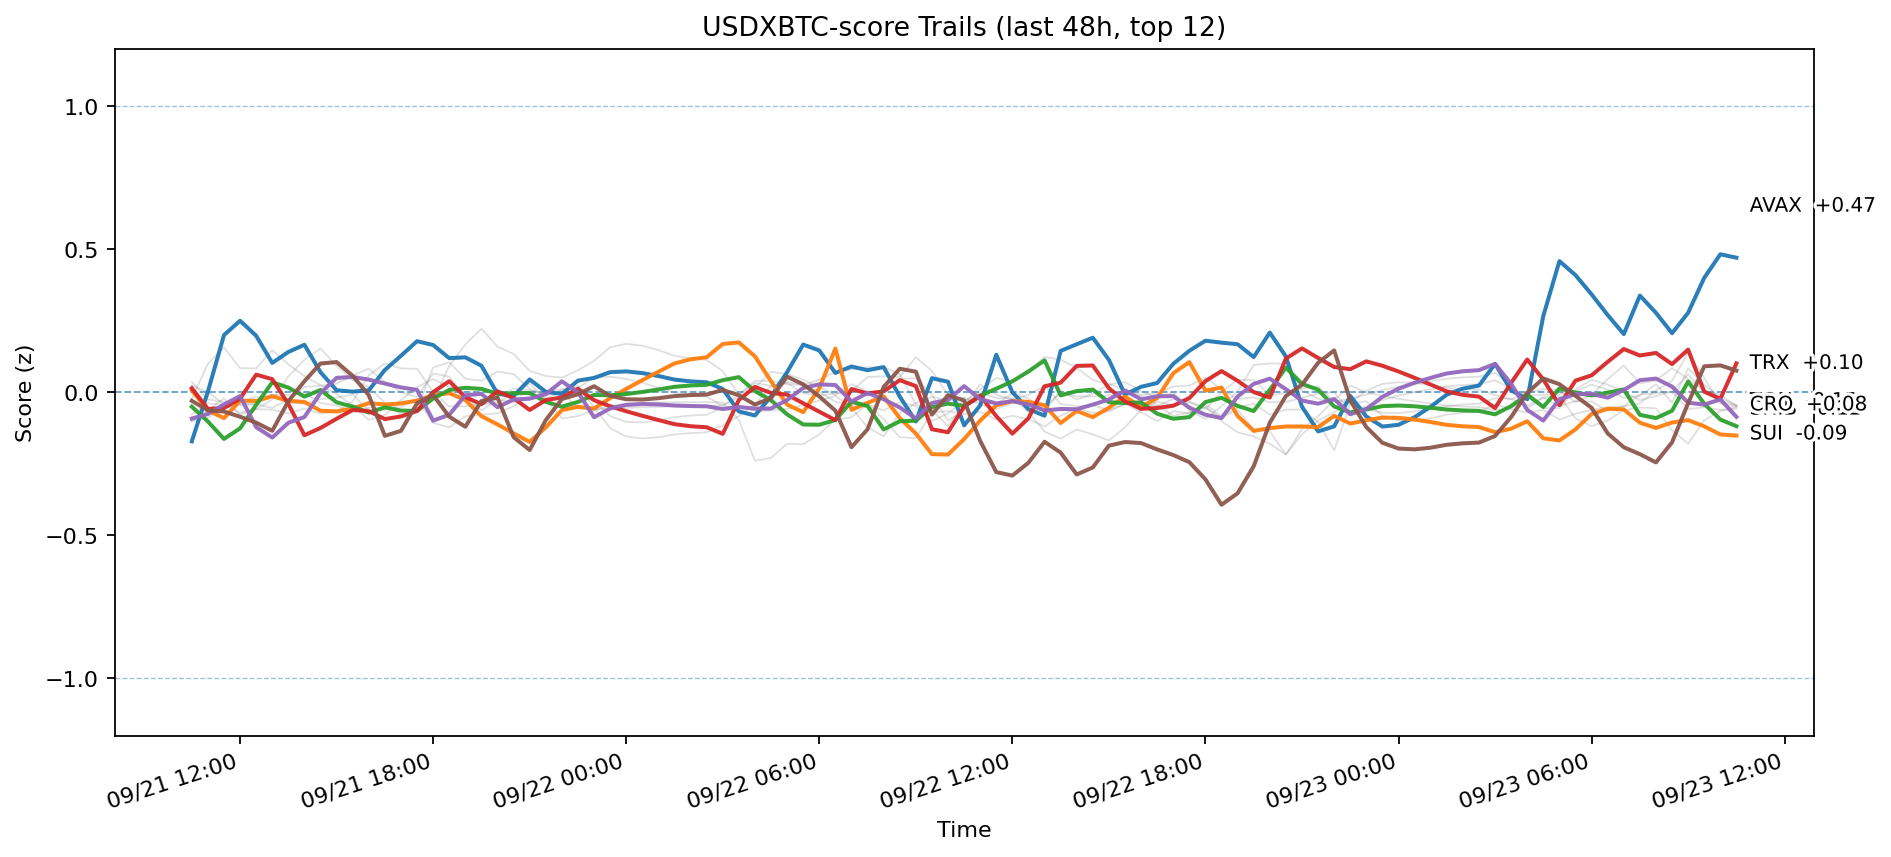 USDXBTC-score Trails (last 48h, top 12)
Score (z)
1.0
0.5
0.0
−0.5
−1.0
AVAX +0.47
TRX +0.10
CRO +0.08
SUI -0.09
09/21 12:00
09/21 18:00
09/22 00:00
09/22 06:00
09/22 12:00
09/22 18:00
09/23 00:00
09/23 06:00
09/23 12:00
Time